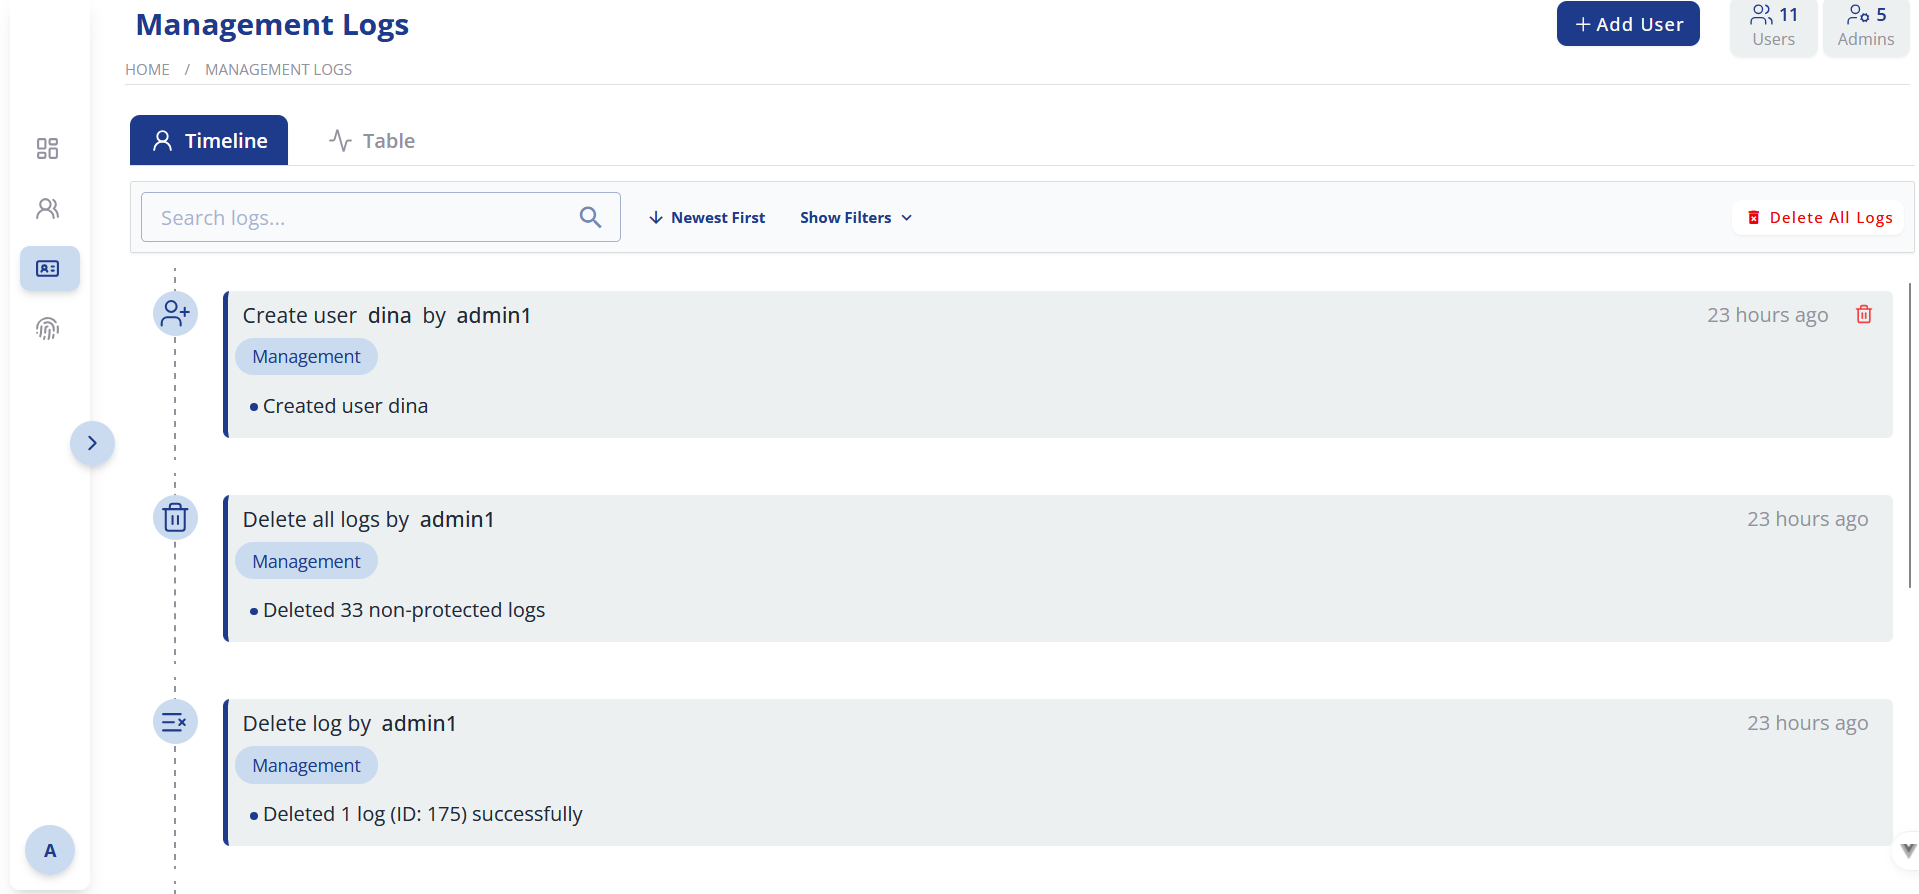 Management Logs
+ Add User
11
Users
5
Admins
HOME / MANAGEMENT LOGS
Timeline
Table
Search logs...
Newest First
Show Filters
Delete All Logs
Create user dina by admin1
23 hours ago
Management
• Created user dina
Delete all logs by admin1
23 hours ago
Management
• Deleted 33 non-protected logs
Delete log by admin1
23 hours ago
Management
• Deleted 1 log (ID: 175) successfully
A